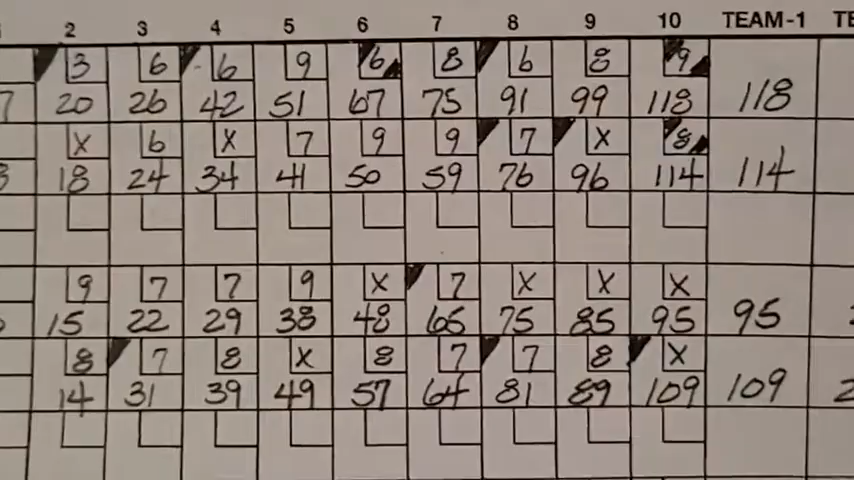 2 3 4 5 6 7 8 9 10 TEAM-1 TE
3 6 6 9 6 8 6 8 9
7 20 26 42 51 67 75 91 99 118 118
X 6 X 7 9 9 7 X 8
18 24 34 41 50 59 76 96 114 114
9 7 7 9 X 7 X X X
15 22 29 38 48 65 75 85 95 95
8 7 8 X 8 7 7 8 X
14 31 39 49 57 64 81 89 109 109 2